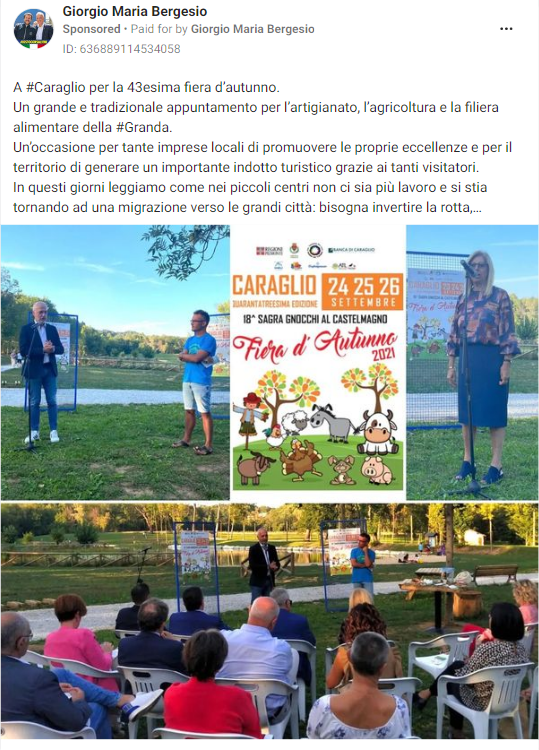 Giorgio Maria Bergesio
Sponsored • Paid for by Giorgio Maria Bergesio
ID: 636889114534058
A #Caraglio per la 43esima fiera d'autunno.
Un grande e tradizionale appuntamento per l'artigianato, l'agricoltura e la filiera
alimentare della #Granda.
Un'occasione per tante imprese locali di promuovere le proprie eccellenze e per il
territorio di generare un importante indotto turistico grazie ai tanti visitatori.
In questi giorni leggiamo come nei piccoli centri non ci sia più lavoro e si stia
tornando ad una migrazione verso le grandi città: bisogna invertire la rotta,...
REGIONE
PIEMONTE
BANCA DI CARAGLIO
CARAGLIO
QUARANTATREESIMA EDIZIONE
24 25 26
SETTEMBRE
18^ SAGRA GNOCCHI AL CASTELMAGNO
Fiera d'Autunno
2021
CARAGLIO
Fiera d'Autunno